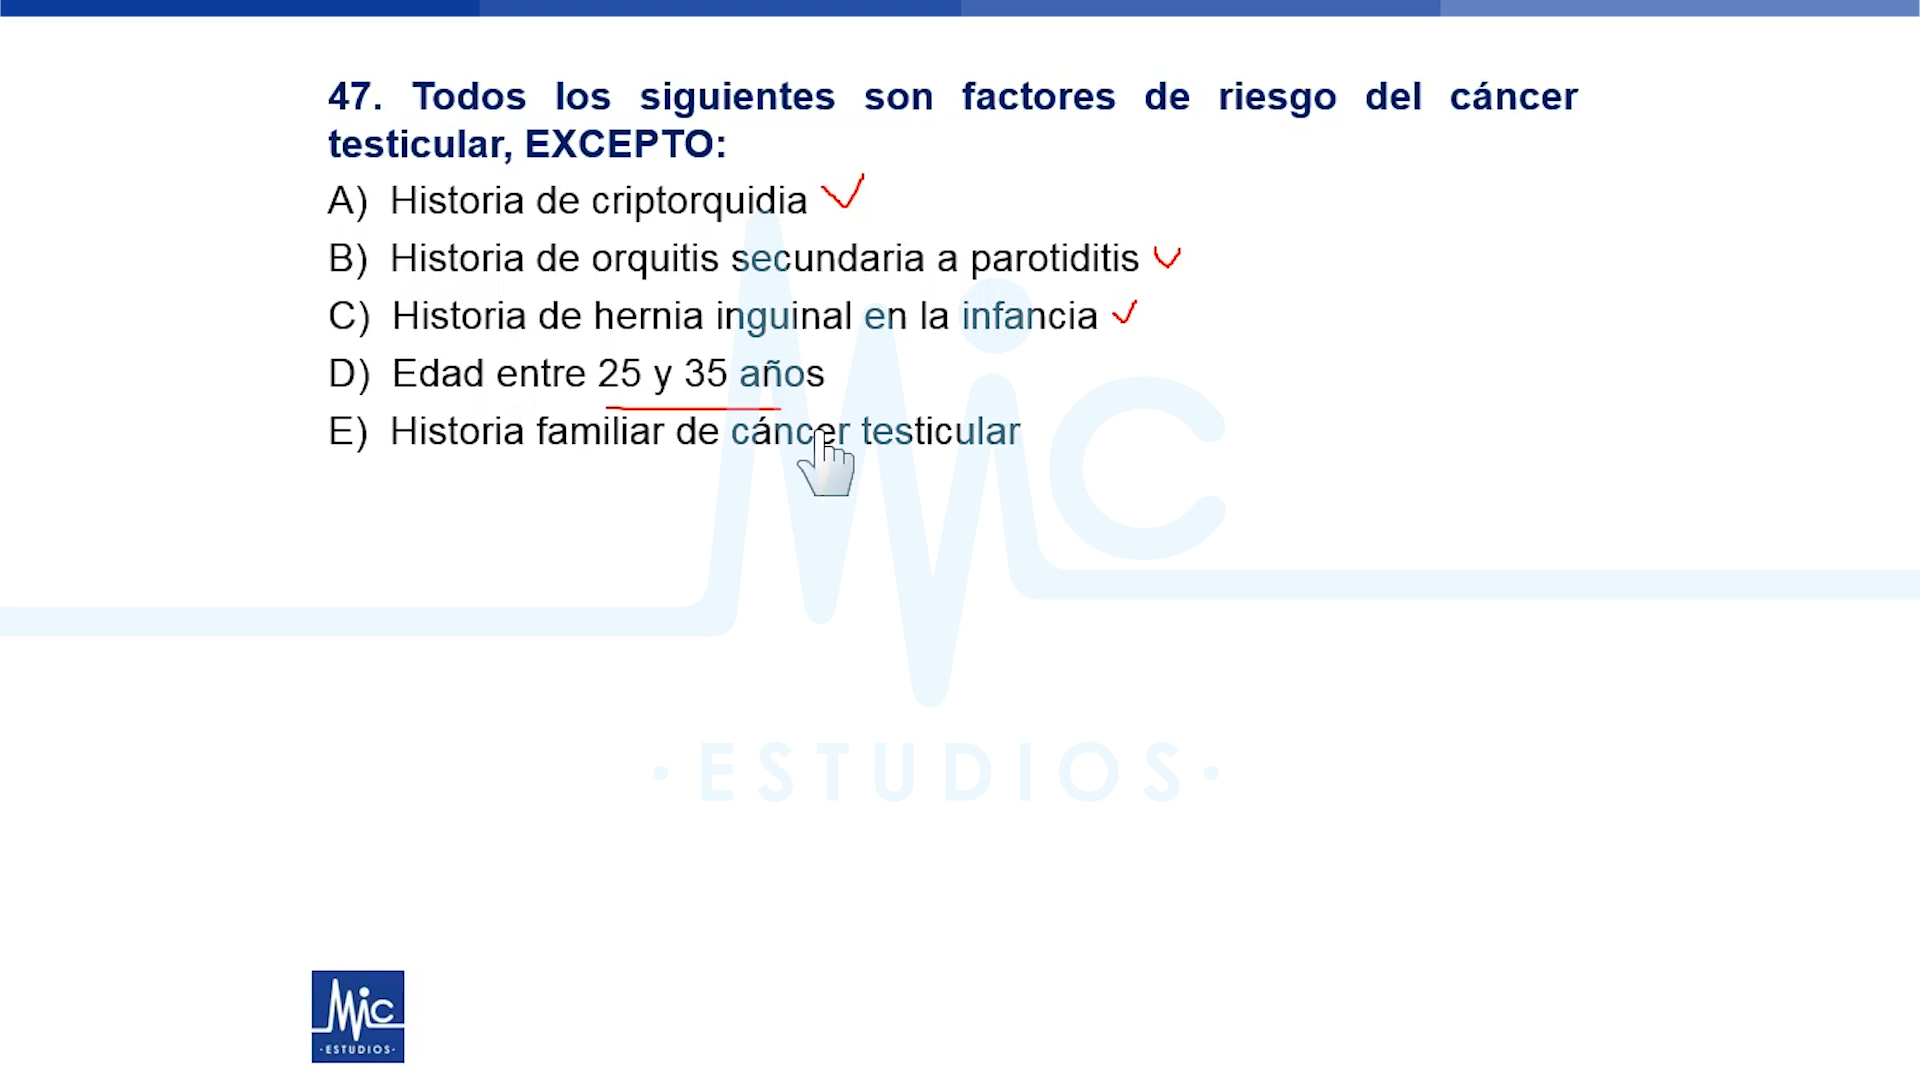 47. Todos los siguientes son factores de riesgo del cáncer
testicular, EXCEPTO:
A) Historia de criptorquidia
B) Historia de orquitis secundaria a parotiditis
C) Historia de hernia inguinal en la infancia
D) Edad entre 25 y 35 años
E) Historia familiar de cáncer testicular
MiC
· ESTUDIOS ·
MiC
· ESTUDIOS ·